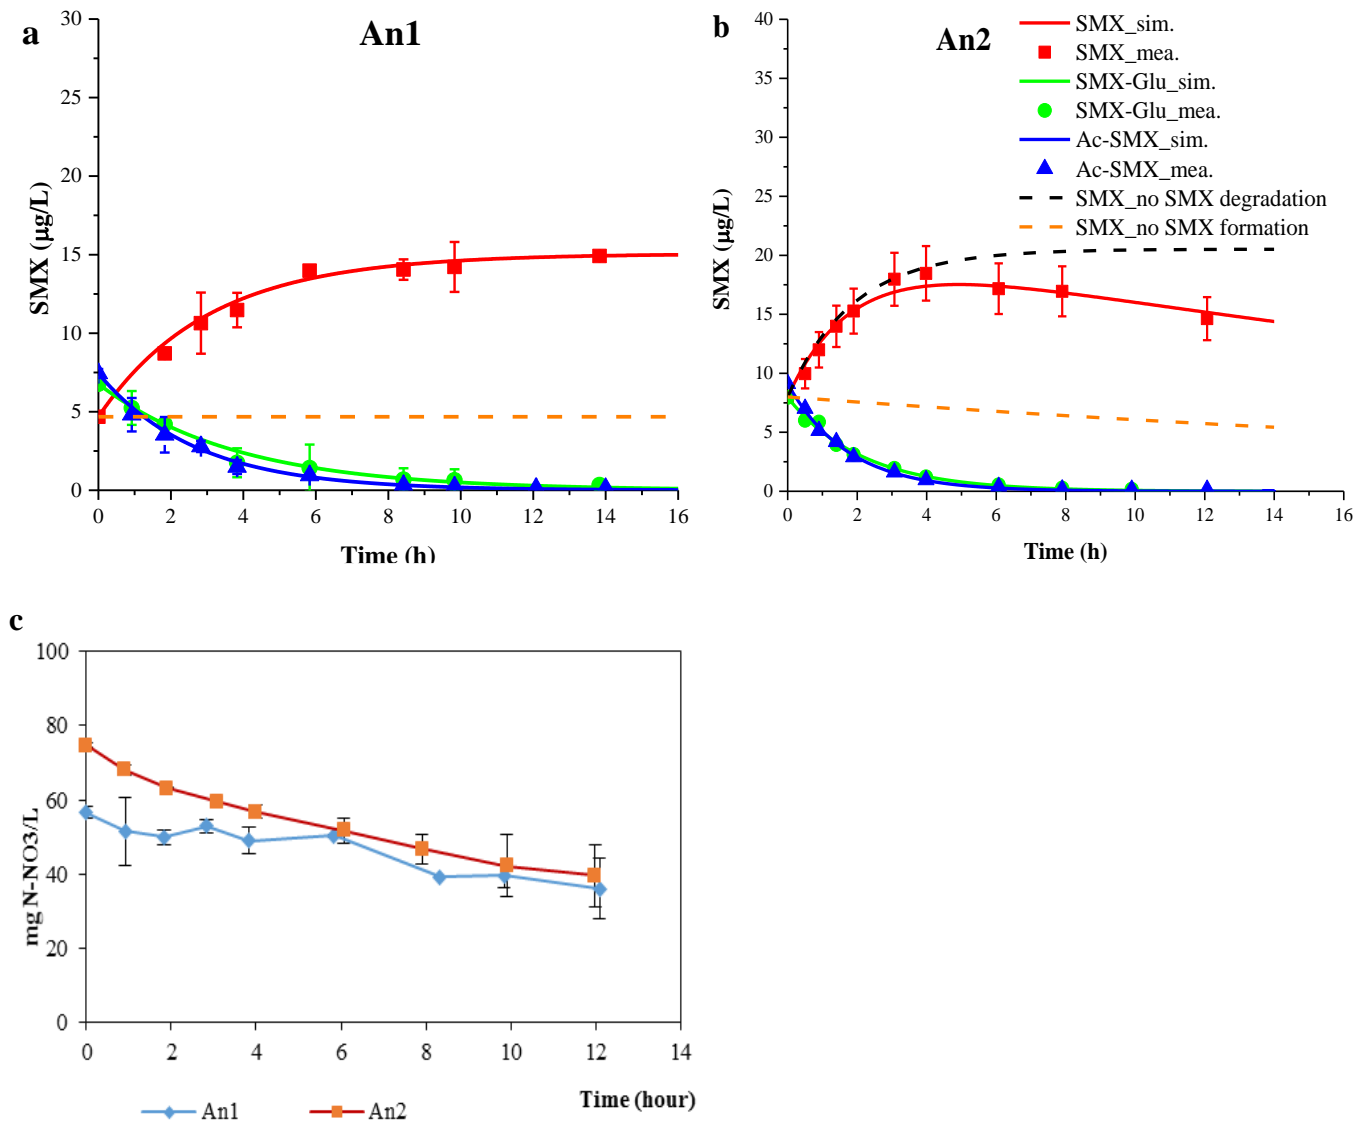 a
An1
SMX (µg/L)
30
25
20
15
10
5
0
0 2 4 6 8 10 12 14 16
Time (h)
b
An2
SMX (µg/L)
40
35
30
25
20
15
10
5
0
0 2 4 6 8 10 12 14 16
Time (h)
SMX_sim.
SMX_mea.
SMX-Glu_sim.
SMX-Glu_mea.
Ac-SMX_sim.
Ac-SMX_mea.
SMX_no SMX degradation
SMX_no SMX formation
c
mg N-NO3/L
100
80
60
40
20
0
0 2 4 6 8 10 12 14
Time (hour)
An1 An2